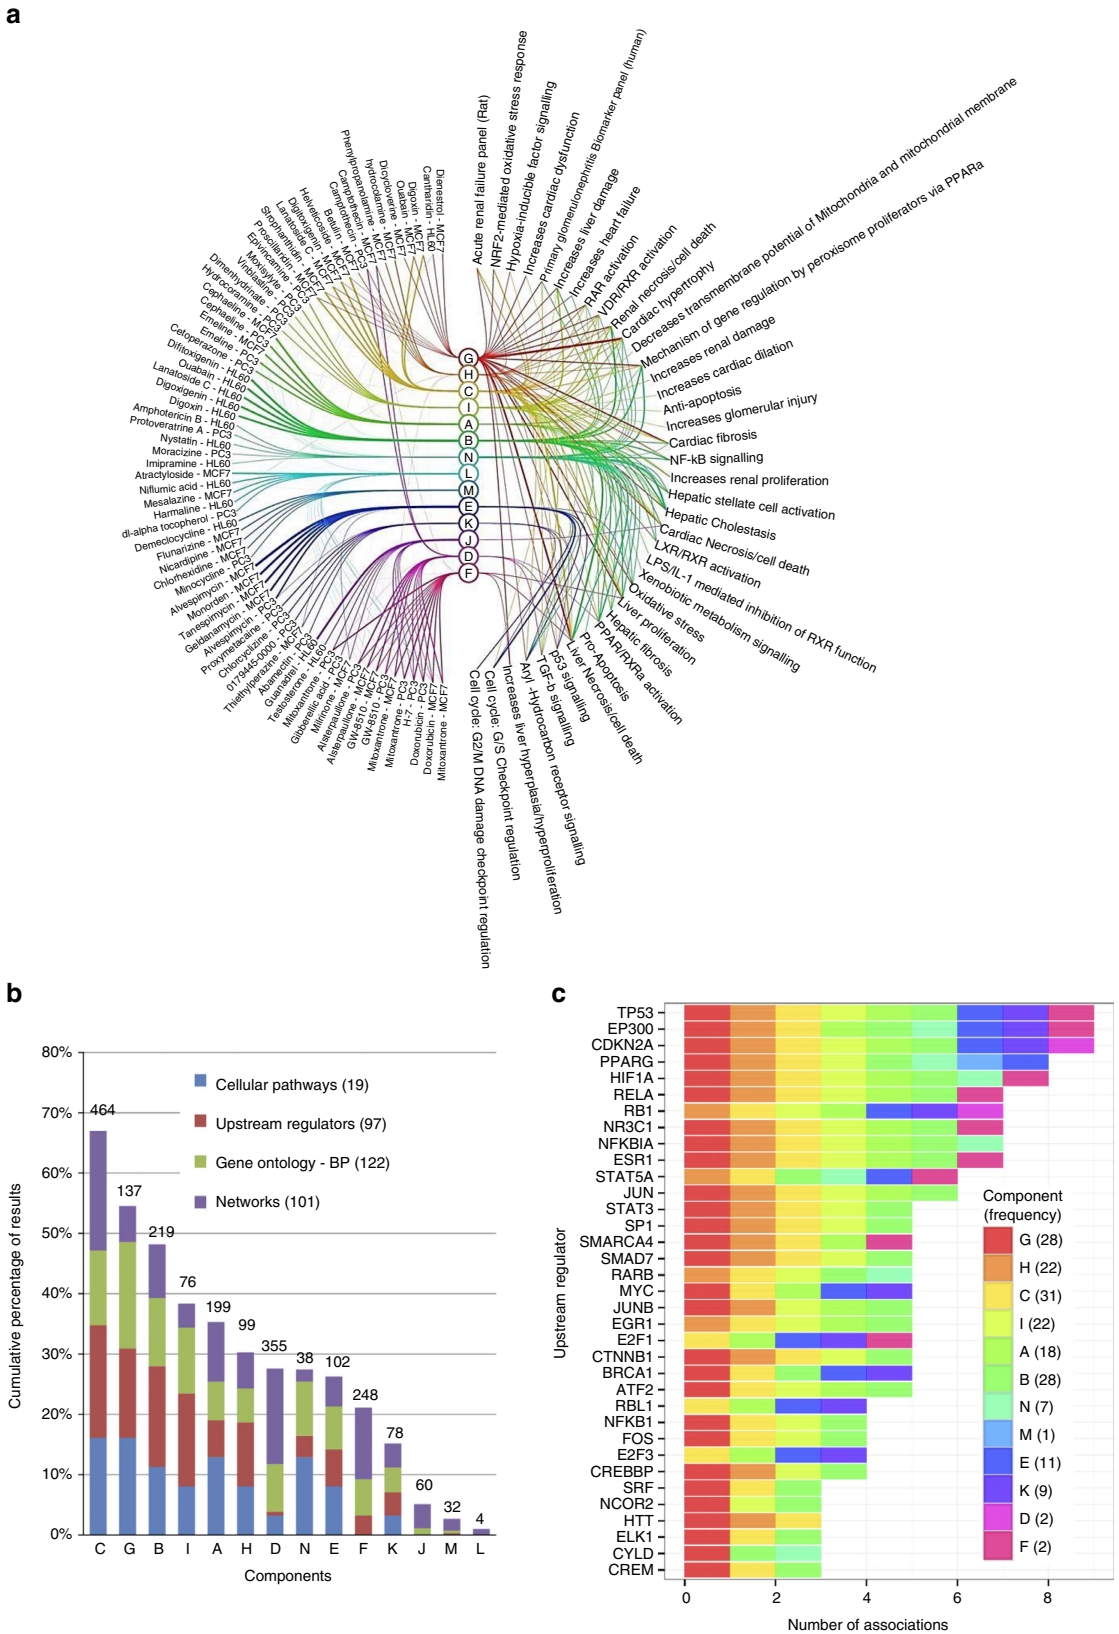 a
Acute renal failure panel (Rat)
NRF2-mediated oxidative stress response
Hypoxia-inducible factor signalling
Increases cardiac dysfunction
Primary glomerulonephritis Biomarker panel (human)
Increases liver damage
Increases heart failure
RAR activation
VDR/RXR activation
Renal necrosis/cell death
Cardiac hypertrophy
Decreases transmembrane potential of Mitochondria and mitochondrial membrane
Mechanism of gene regulation by peroxisome proliferators via PPARa
Increases renal damage
Increases cardiac dilation
Anti-apoptosis
Increases glomerular injury
Cardiac fibrosis
NF-kB signalling
Increases renal proliferation
Hepatic stellate cell activation
Hepatic Cholestasis
Cardiac Necrosis/cell death
LXR/RXR activation
LPS/IL-1 mediated inhibition of RXR function
Xenobiotic metabolism signalling
Oxidative stress
Liver proliferation
Hepatic fibrosis
PPAR/RXRa activation
Pro-Apoptosis
Liver Necrosis/cell death
p53 signalling
TGF-b signalling
Aryl -Hydrocarbon receptor signalling
Increases liver hyperplasia/hyperproliferation
Cell cycle: G/S Checkpoint regulation
Cell cycle: G2/M DNA damage checkpoint regulation
Dienestrol - MCF7
Cantharidin - HL60
Digoxin - MCF7
Ouabain - MCF7
Dicycloverine - MCF7
hydrocolamine - MCF7
Phenylpropanolamine - MCF7
Camptothecin - MCF7
Camptothecin - PC3
Betulin - MCF7
Helveticoside - MCF7
Digitoxigenin - MCF7
Lanatoside C - MCF7
Strophanthidin - MCF7
Proscillaridin - MCF7
Epivincamine - PC3
Moxisylyte - PC3
Vinblastine - PC3
Dimenhydrinate - PC3
Hydrocoramine - PC3
Cephaeline - MCF7
Cephaeline - PC3
Emeline - MCF7
Emeline - PC3
Cetoperazone - PC3
Difitoxigenin - HL60
Ouabain - HL60
Lanatoside C - HL60
Digoxigenin - HL60
Digoxin - HL60
Amphotericin B - HL60
Protoveratrine A - PC3
Nystatin - HL60
Moracizine - PC3
Imipramine - HL60
Atractyloside - MCF7
Niflumic acid - HL60
Mesalazine - MCF7
Harmaline - HL60
dl-alpha tocopherol - PC3
Demeclocycline - HL60
Flunarizine - MCF7
Nicardipine - MCF7
Chlorhexidine - MCF7
Minocycline - PC3
Alvespimycin - MCF7
Monorden - MCF7
Tanespimycin - MCF7
Geldanamycin - MCF7
Alvespimycin - PC3
Proxymetacaine - PC3
Chlorcyclizine - PC3
0179445-0000 - PC3
Thiethylperazine - MCF7
Abamectin - PC3
Guanadrel - HL60
Testosterone - HL60
Mitoxantrone - PC3
Gibberellic acid - PC3
Milrinone - MCF7
Alsterpaullone - PC3
Alsterpaullone - MCF7
GW-8510 - MCF7
GW-8510 - PC3
Mitoxantrone - MCF7
H-7 - PC3
Mitoxantrone - PC3
Doxorubicin - PC3
Doxorubicin - MCF7
Mitoxantrone - MCF7
G
H
C
I
A
B
N
L
M
E
K
J
D
F
b
Cumulative percentage of results
80%
70%
60%
50%
40%
30%
20%
10%
0%
Cellular pathways (19)
Upstream regulators (97)
Gene ontology - BP (122)
Networks (101)
464
137
219
76
199
99
355
38
102
248
78
60
32
4
C G B I A H D N E F K J M L
Components
c
Upstream regulator
TP53
EP300
CDKN2A
PPARG
HIF1A
RELA
RB1
NR3C1
NFKBIA
ESR1
STAT5A
JUN
STAT3
SP1
SMARCA4
SMAD7
RARB
MYC
JUNB
EGR1
E2F1
CTNNB1
BRCA1
ATF2
RBL1
NFKB1
FOS
E2F3
CREBBP
SRF
NCOR2
HTT
ELK1
CYLD
CREM
Component
(frequency)
G (28)
H (22)
C (31)
I (22)
A (18)
B (28)
N (7)
M (1)
E (11)
K (9)
D (2)
F (2)
0 2 4 6 8
Number of associations